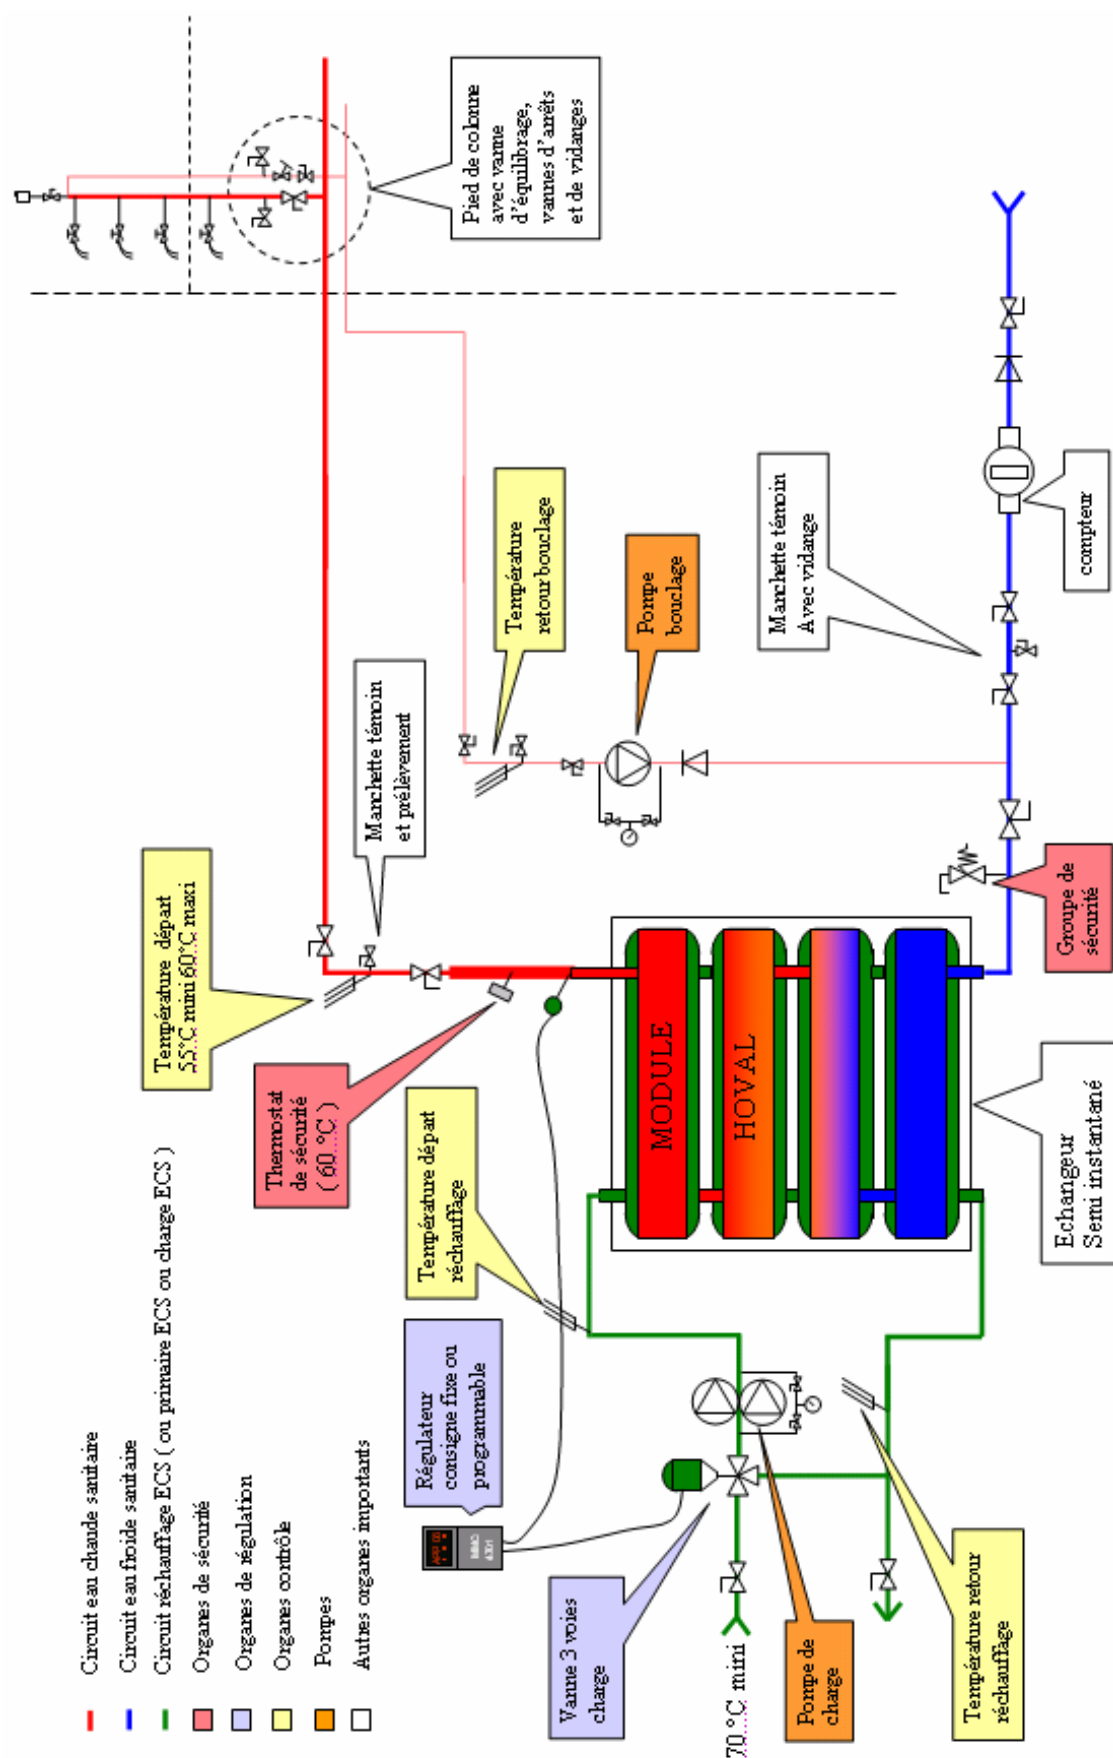 Circuit eau chaude sanitaire
Circuit eau froide sanitaire
Circuit réchauffage ECS ( ou primaire ECS ou charge ECS )
Organes de sécurité
Organes de régulation
Organes contrôle
Pompes
Autres organes importants
Température départ
55°C mini 60°C maxi
Thermostat
de sécurité
( 60 °C )
Manchette témoin
et prélèvement
Pied de colonne
avec vanne
d'équilibrage,
vannes d'arrêts
et de vidanges
Régulateur
consigne fixe ou
programmable
Température départ
réchauffage
Température
retour bouclage
Pompe
bouclage
Vanne 3 voies
charge
MODULE
HOVAL
70 °C mini
Pompe de
charge
Manchette témoin
Avec vidange
Température retour
réchauffage
Echangeur
Semi instantané
Groupe de
sécurité
compteur